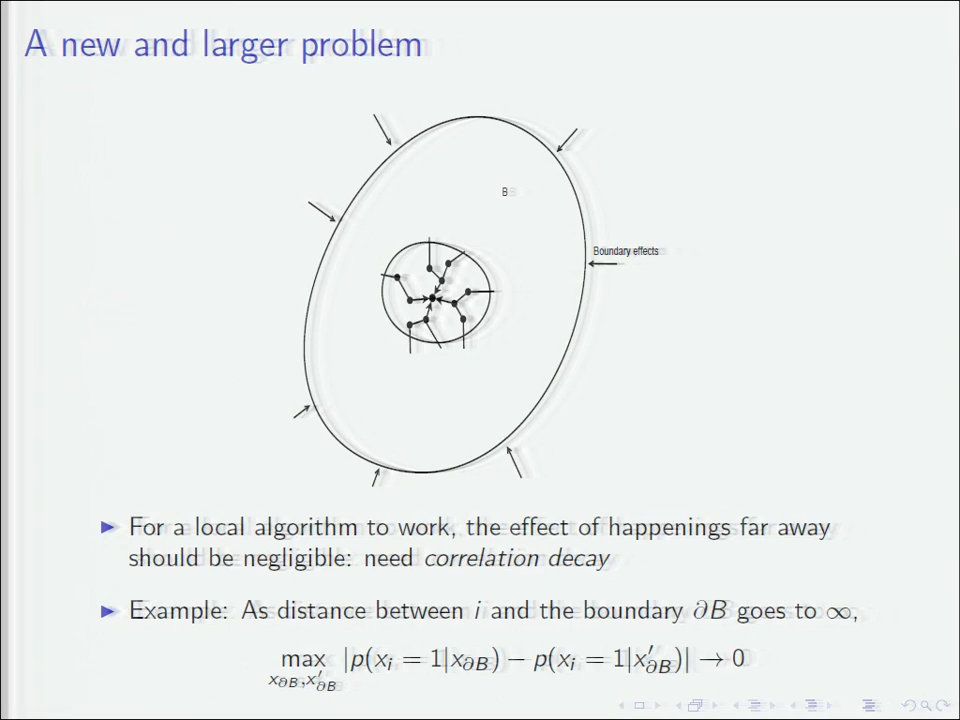 A new and larger problem
B
Boundary effects
▶ For a local algorithm to work, the effect of happenings far away
should be negligible: need correlation decay
▶ Example: As distance between i and the boundary ∂B goes to ∞,
max |p(x_i = 1|x_∂B) − p(x_i = 1|x′_∂B)| → 0
x_∂B,x′_∂B